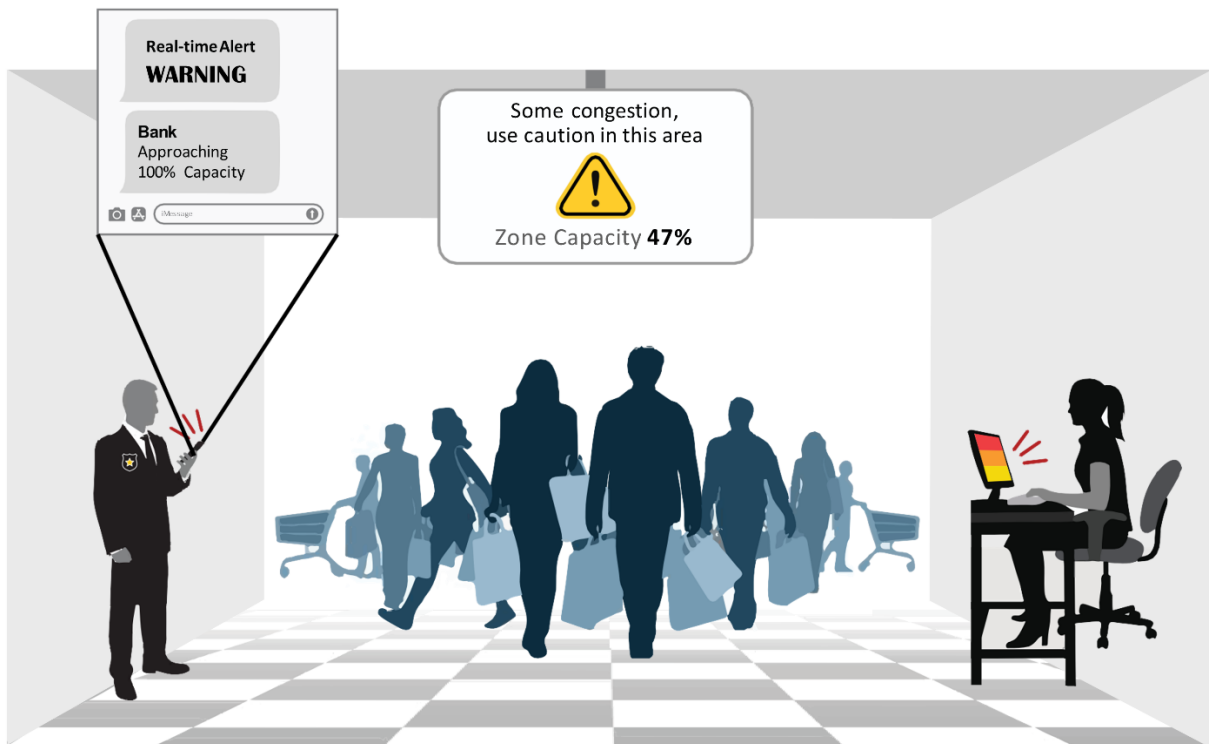 Real-time Alert
WARNING
Bank
Approaching
100% Capacity
iMessage
Some congestion,
use caution in this area
!
Zone Capacity 47%